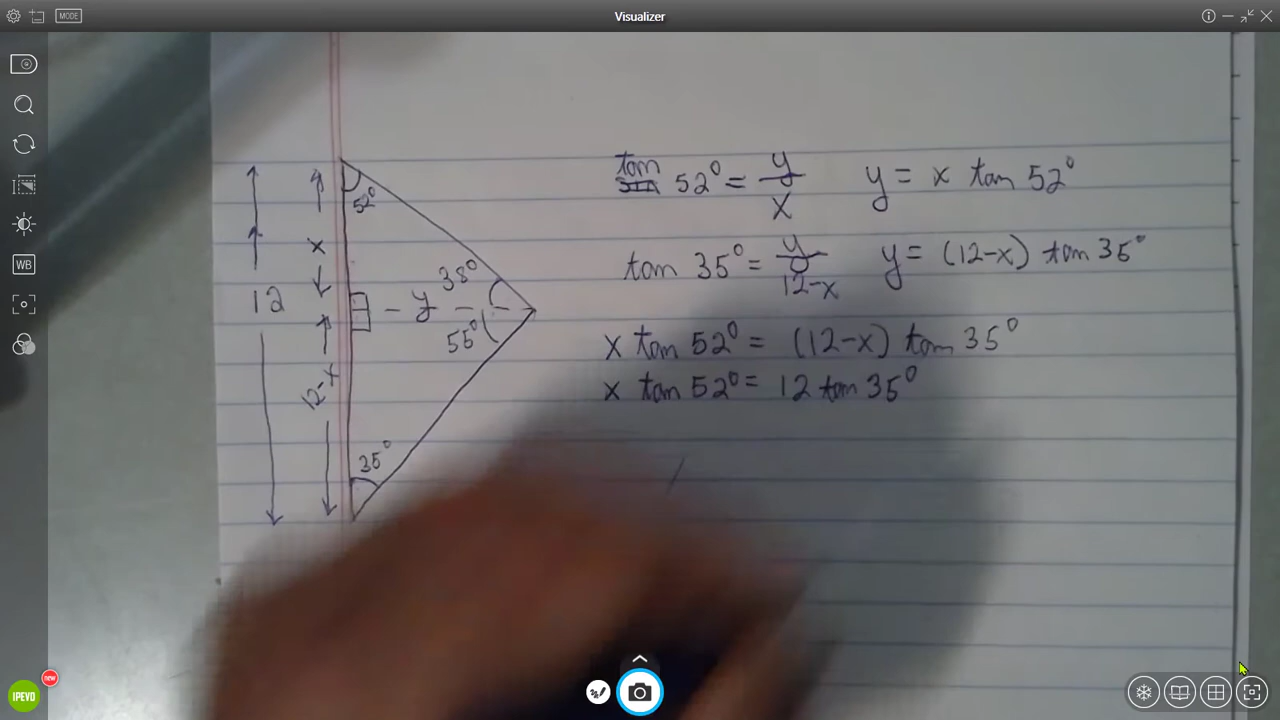 MODE
Visualizer
WB
52°
x
12
38°
y
55°
12-x
35°
tan 52° = y/x y = x tan 52°
tan 35° = y/12-x y = (12-x) tan 35°
x tan 52° = (12-x) tan 35°
x tan 52° = 12 tan 35°
IPEVO
new